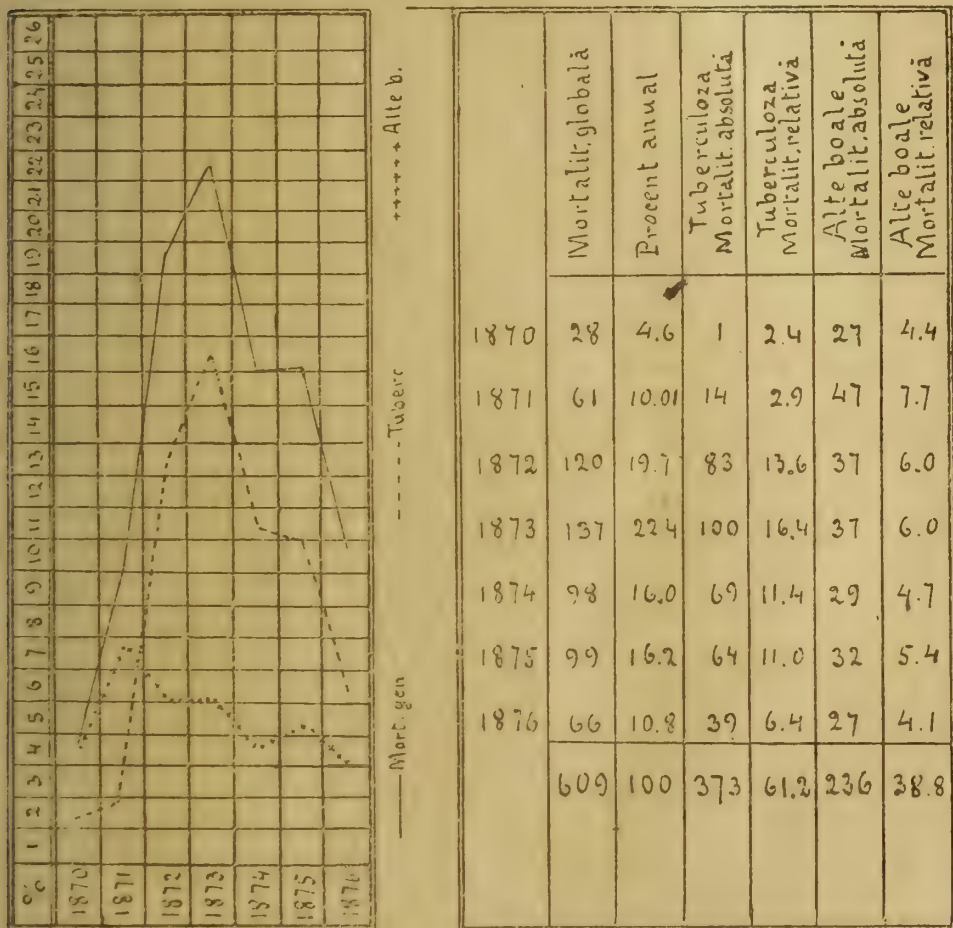 % 1 2 3 4 5 6 7 8 9 10 11 12 13 14 15 16 17 18 19 20 21 22 23 24 25 26
1870
1871
1872
1873
1874
1875
1876
Mort. gen
Tuberc
Alte b.
Mortalit. globală
Procent anual
Tuberculoza
Mortalit. absolută
Tuberculoza
Mortalit. relativă
Alte boale
Mortalit. absolută
Alte boale
Mortalit. relativă
1870 28 4.6 1 2.4 27 4.4
1871 61 10.01 14 2.9 47 7.7
1872 120 19.7 83 13.6 37 6.0
1873 137 22 4 100 16.4 37 6.0
1874 98 16.0 69 11.4 29 4.7
1875 99 16.2 64 11.0 32 5.4
1876 66 10.8 39 6.4 27 4.1
609 100 373 61.2 236 38.8